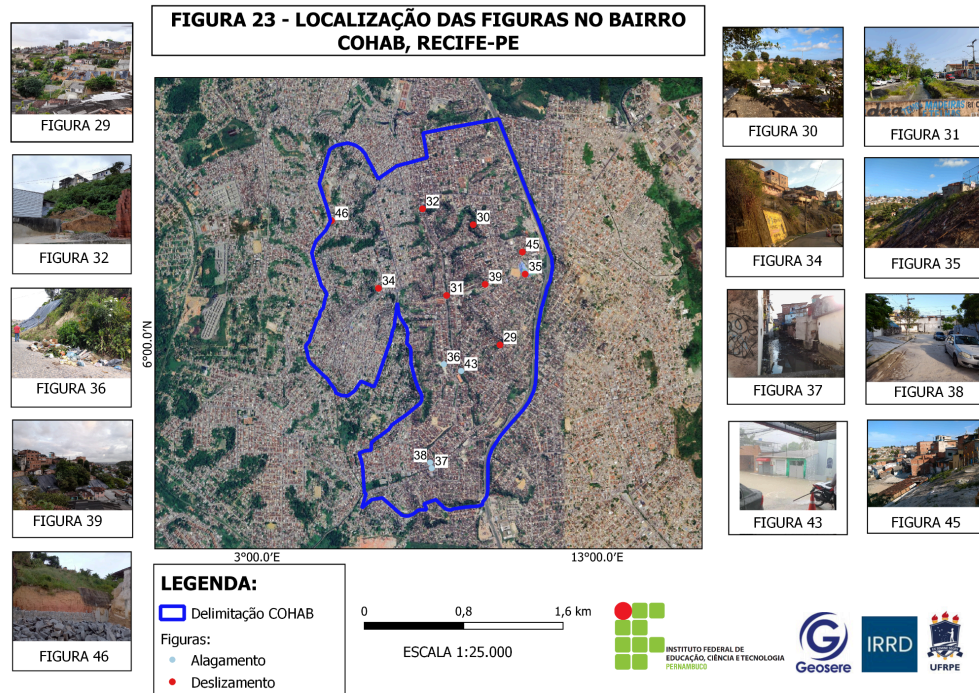 FIGURA 23 - LOCALIZAÇÃO DAS FIGURAS NO BAIRRO
COHAB, RECIFE-PE
FIGURA 29
FIGURA 32
FIGURA 36
FIGURA 39
FIGURA 46
46
32
30
45
35
34
31
39
29
36
43
38
37
6°00.0'N
3°00.0'E
13°00.0'E
FIGURA 30
FIGURA 31
FIGURA 34
FIGURA 35
FIGURA 37
FIGURA 38
FIGURA 43
FIGURA 45
LEGENDA:
Delimitação COHAB
Figuras:
Alagamento
Deslizamento
0 0,8 1,6 km
ESCALA 1:25.000
INSTITUTO FEDERAL DE
EDUCAÇÃO, CIÊNCIA E TECNOLOGIA
PERNAMBUCO
Geosere
IRRD
UFRPE